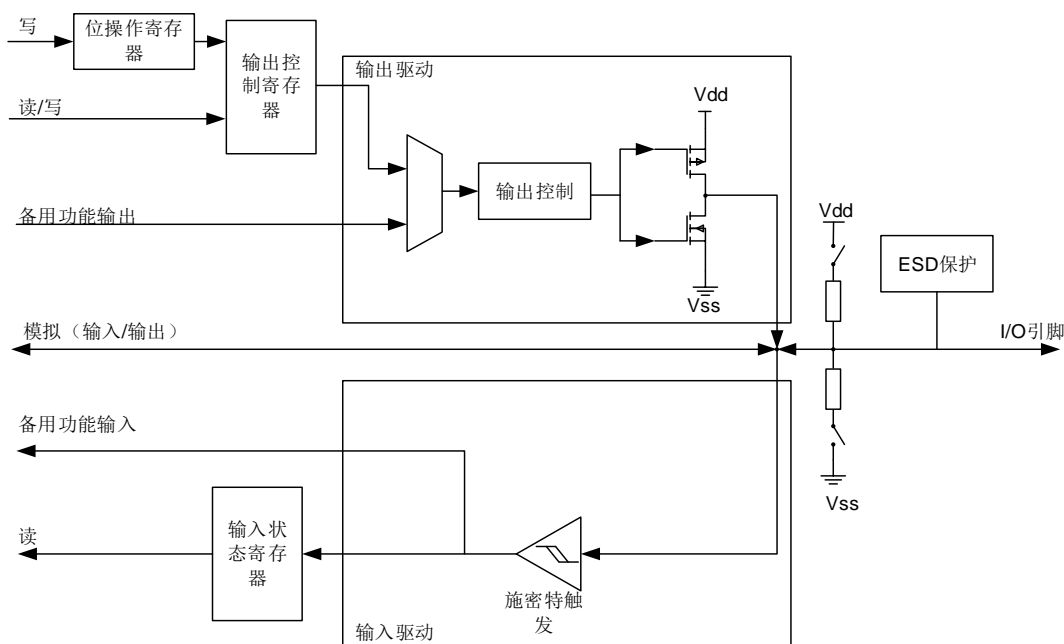 写
位操作寄存
器
输出控
制寄存
器
读/写
输出驱动
Vdd
输出控制
备用功能输出
Vss
Vdd
ESD保护
模拟（输入/输出）
I/O引脚
备用功能输入
Vss
读
输入状
态寄存
器
施密特触
发
输入驱动